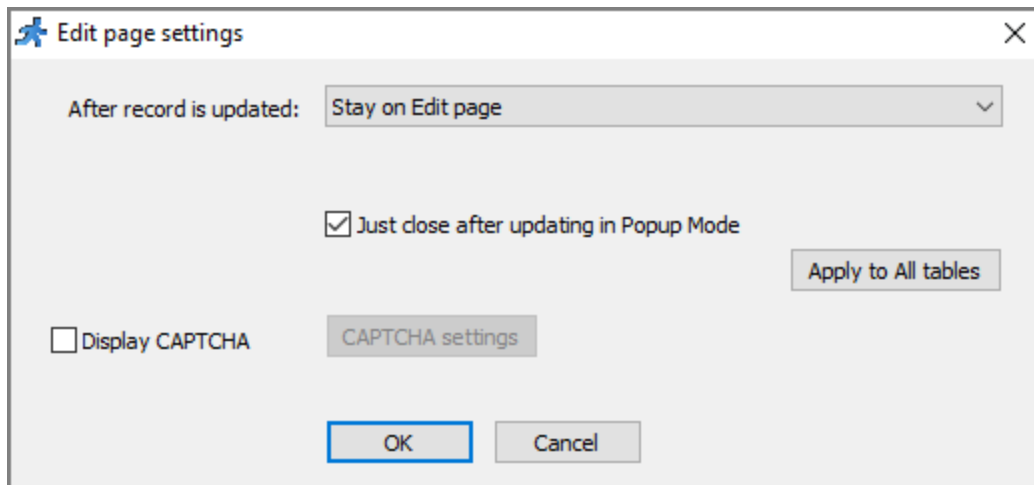 Edit page settings
After record is updated: Stay on Edit page
Just close after updating in Popup Mode
Apply to All tables
Display CAPTCHA CAPTCHA settings
OK Cancel